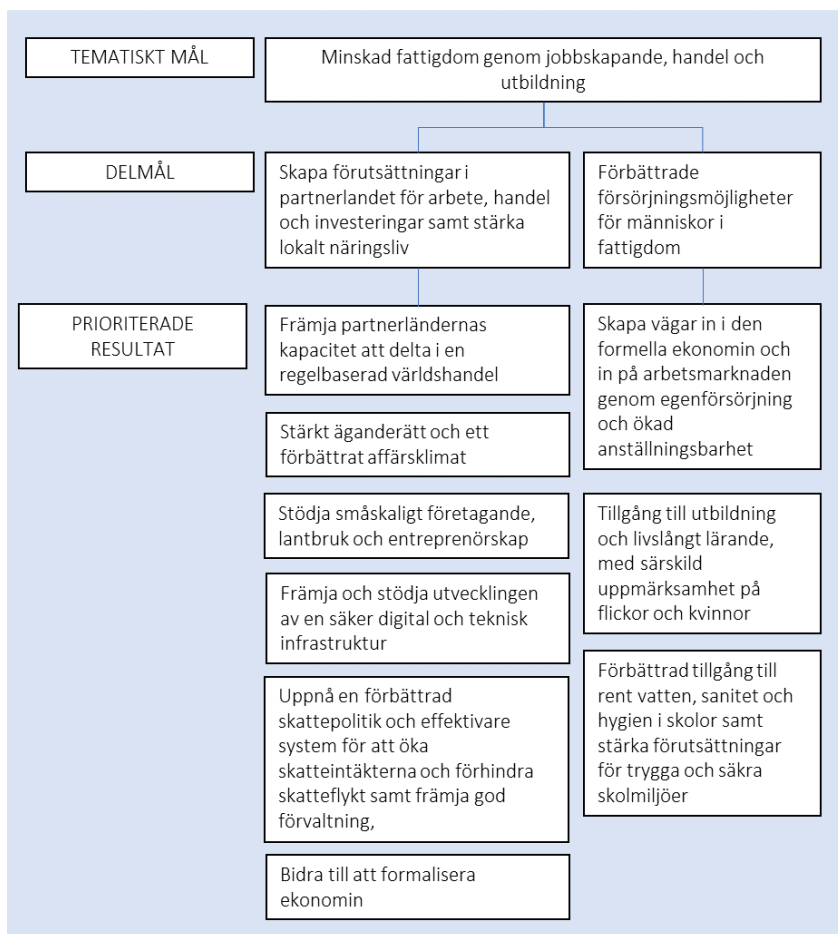 TEMATISKT MÅL
Minskad fattigdom genom jobbskapande, handel och
utbildning
DELMÅL
Skapa förutsättningar i
partnerlandet för arbete, handel
och investeringar samt stärka
lokalt näringsliv
Förbättrade
försörjningsmöjligheter
för människor i
fattigdom
PRIORITERADE
RESULTAT
Främja partnerländernas
kapacitet att delta i en
regelbaserad världshandel
Stärkt äganderätt och ett
förbättrat affärsklimat
Stödja småskaligt företagande,
lantbruk och entreprenörskap
Främja och stödja utvecklingen
av en säker digital och teknisk
infrastruktur
Uppnå en förbättrad
skattepolitik och effektivare
system för att öka
skatteintäkterna och förhindra
skatteflykt samt främja god
förvaltning,
Bidra till att formalisera
ekonomin
Skapa vägar in i den
formella ekonomin och
in på arbetsmarknaden
genom egenförsörjning
och ökad
anställningsbarhet
Tillgång till utbildning
och livslångt lärande,
med särskild
uppmärksamhet på
flickor och kvinnor
Förbättrad tillgång till
rent vatten, sanitet och
hygien i skolor samt
stärka förutsättningar
för trygga och säkra
skolmiljöer